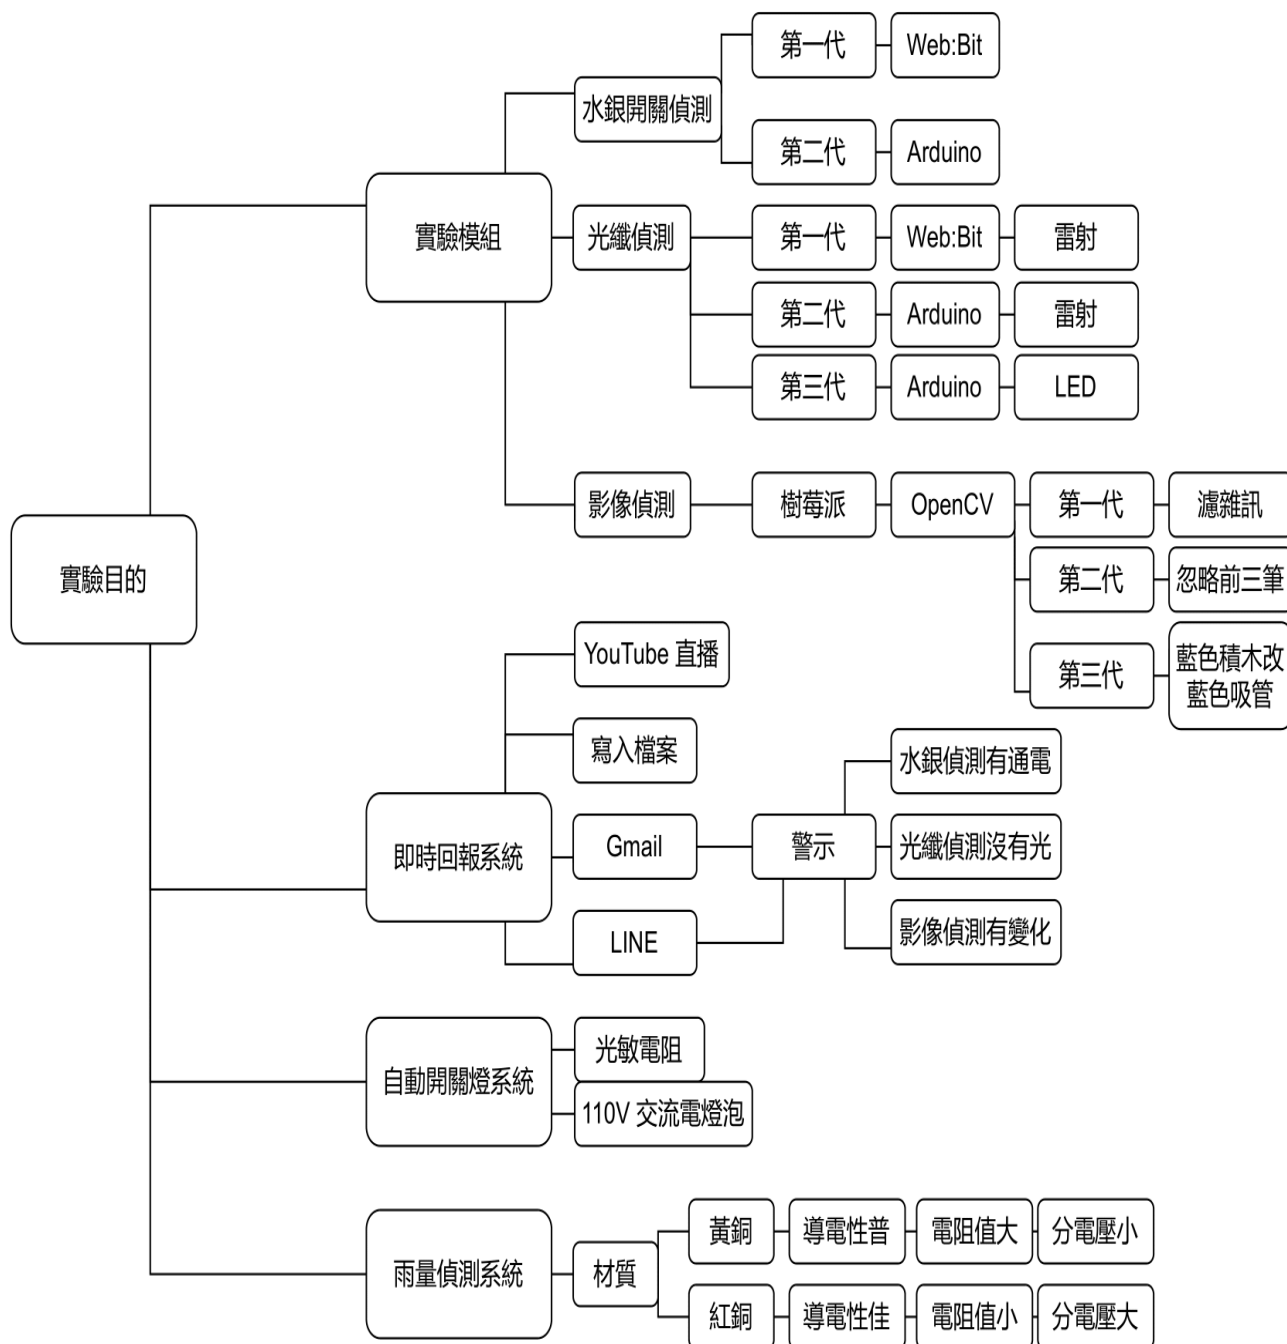 實驗目的
實驗模組
水銀開關偵測
第一代
Web:Bit
第二代
Arduino
光纖偵測
第一代
Web:Bit
雷射
第二代
Arduino
雷射
第三代
Arduino
LED
影像偵測
樹莓派
OpenCV
第一代
濾雜訊
第二代
忽略前三筆
第三代
藍色積木改
藍色吸管
即時回報系統
YouTube 直播
寫入檔案
Gmail
LINE
警示
水銀偵測有通電
光纖偵測沒有光
影像偵測有變化
自動開關燈系統
光敏電阻
110V 交流電燈泡
雨量偵測系統
材質
黃銅
導電性普
電阻值大
分電壓小
紅銅
導電性佳
電阻值小
分電壓大